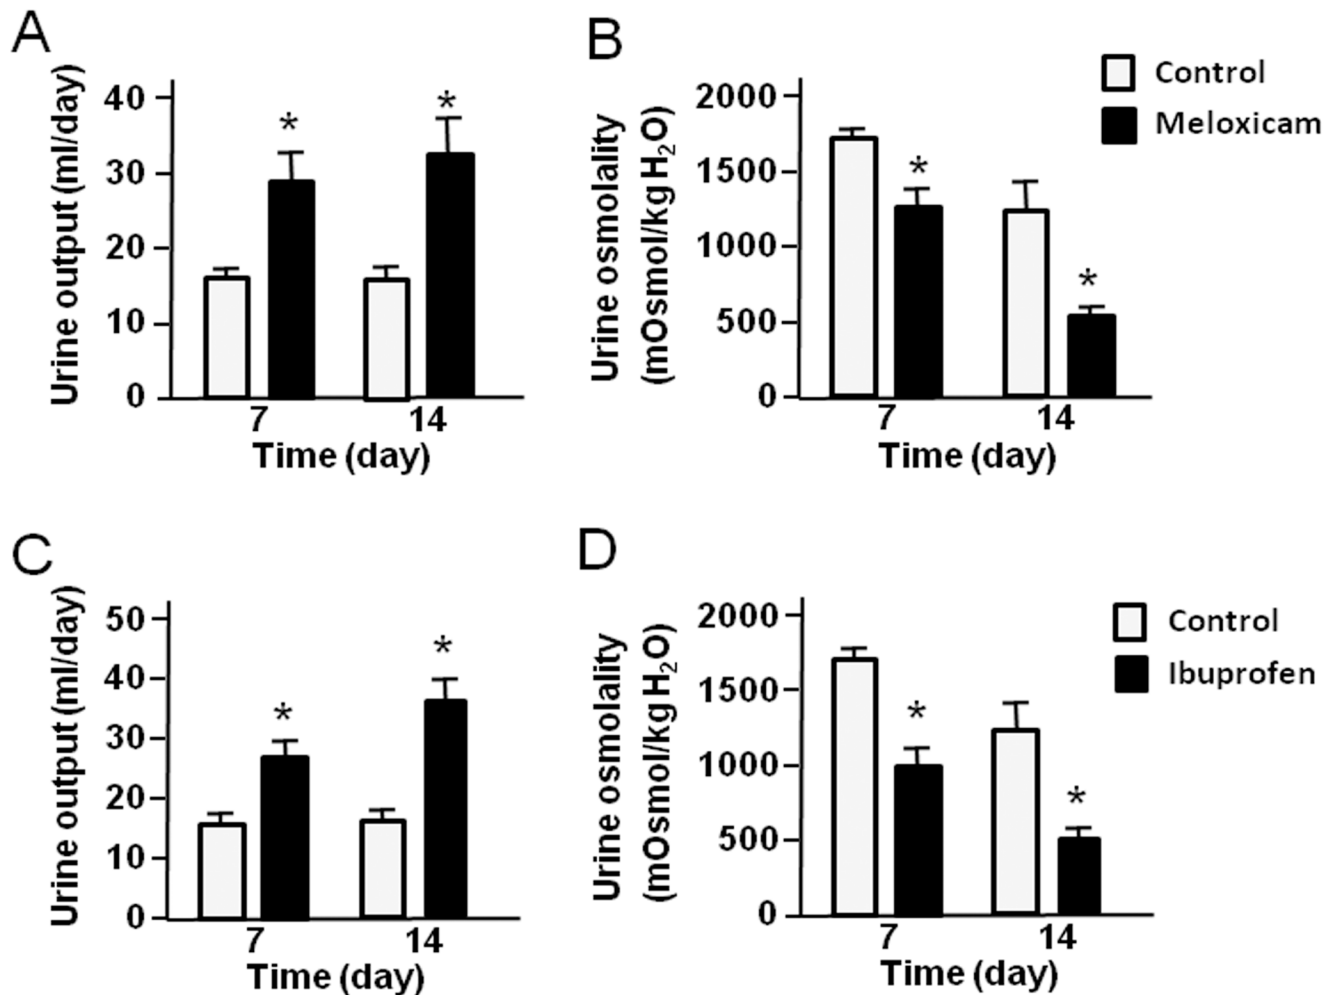 A
Urine output (ml/day)
40
30
20
10
0
*
*
7
14
Time (day)
B
Urine osmolality
(mOsmol/kg H2O)
2000
1500
1000
500
0
*
*
7
14
Time (day)
Control
Meloxicam
C
Urine output (ml/day)
50
40
30
20
10
0
*
*
7
14
Time (day)
D
Urine osmolality
(mOsmol/kg H2O)
2000
1500
1000
500
0
*
*
7
14
Time (day)
Control
Ibuprofen